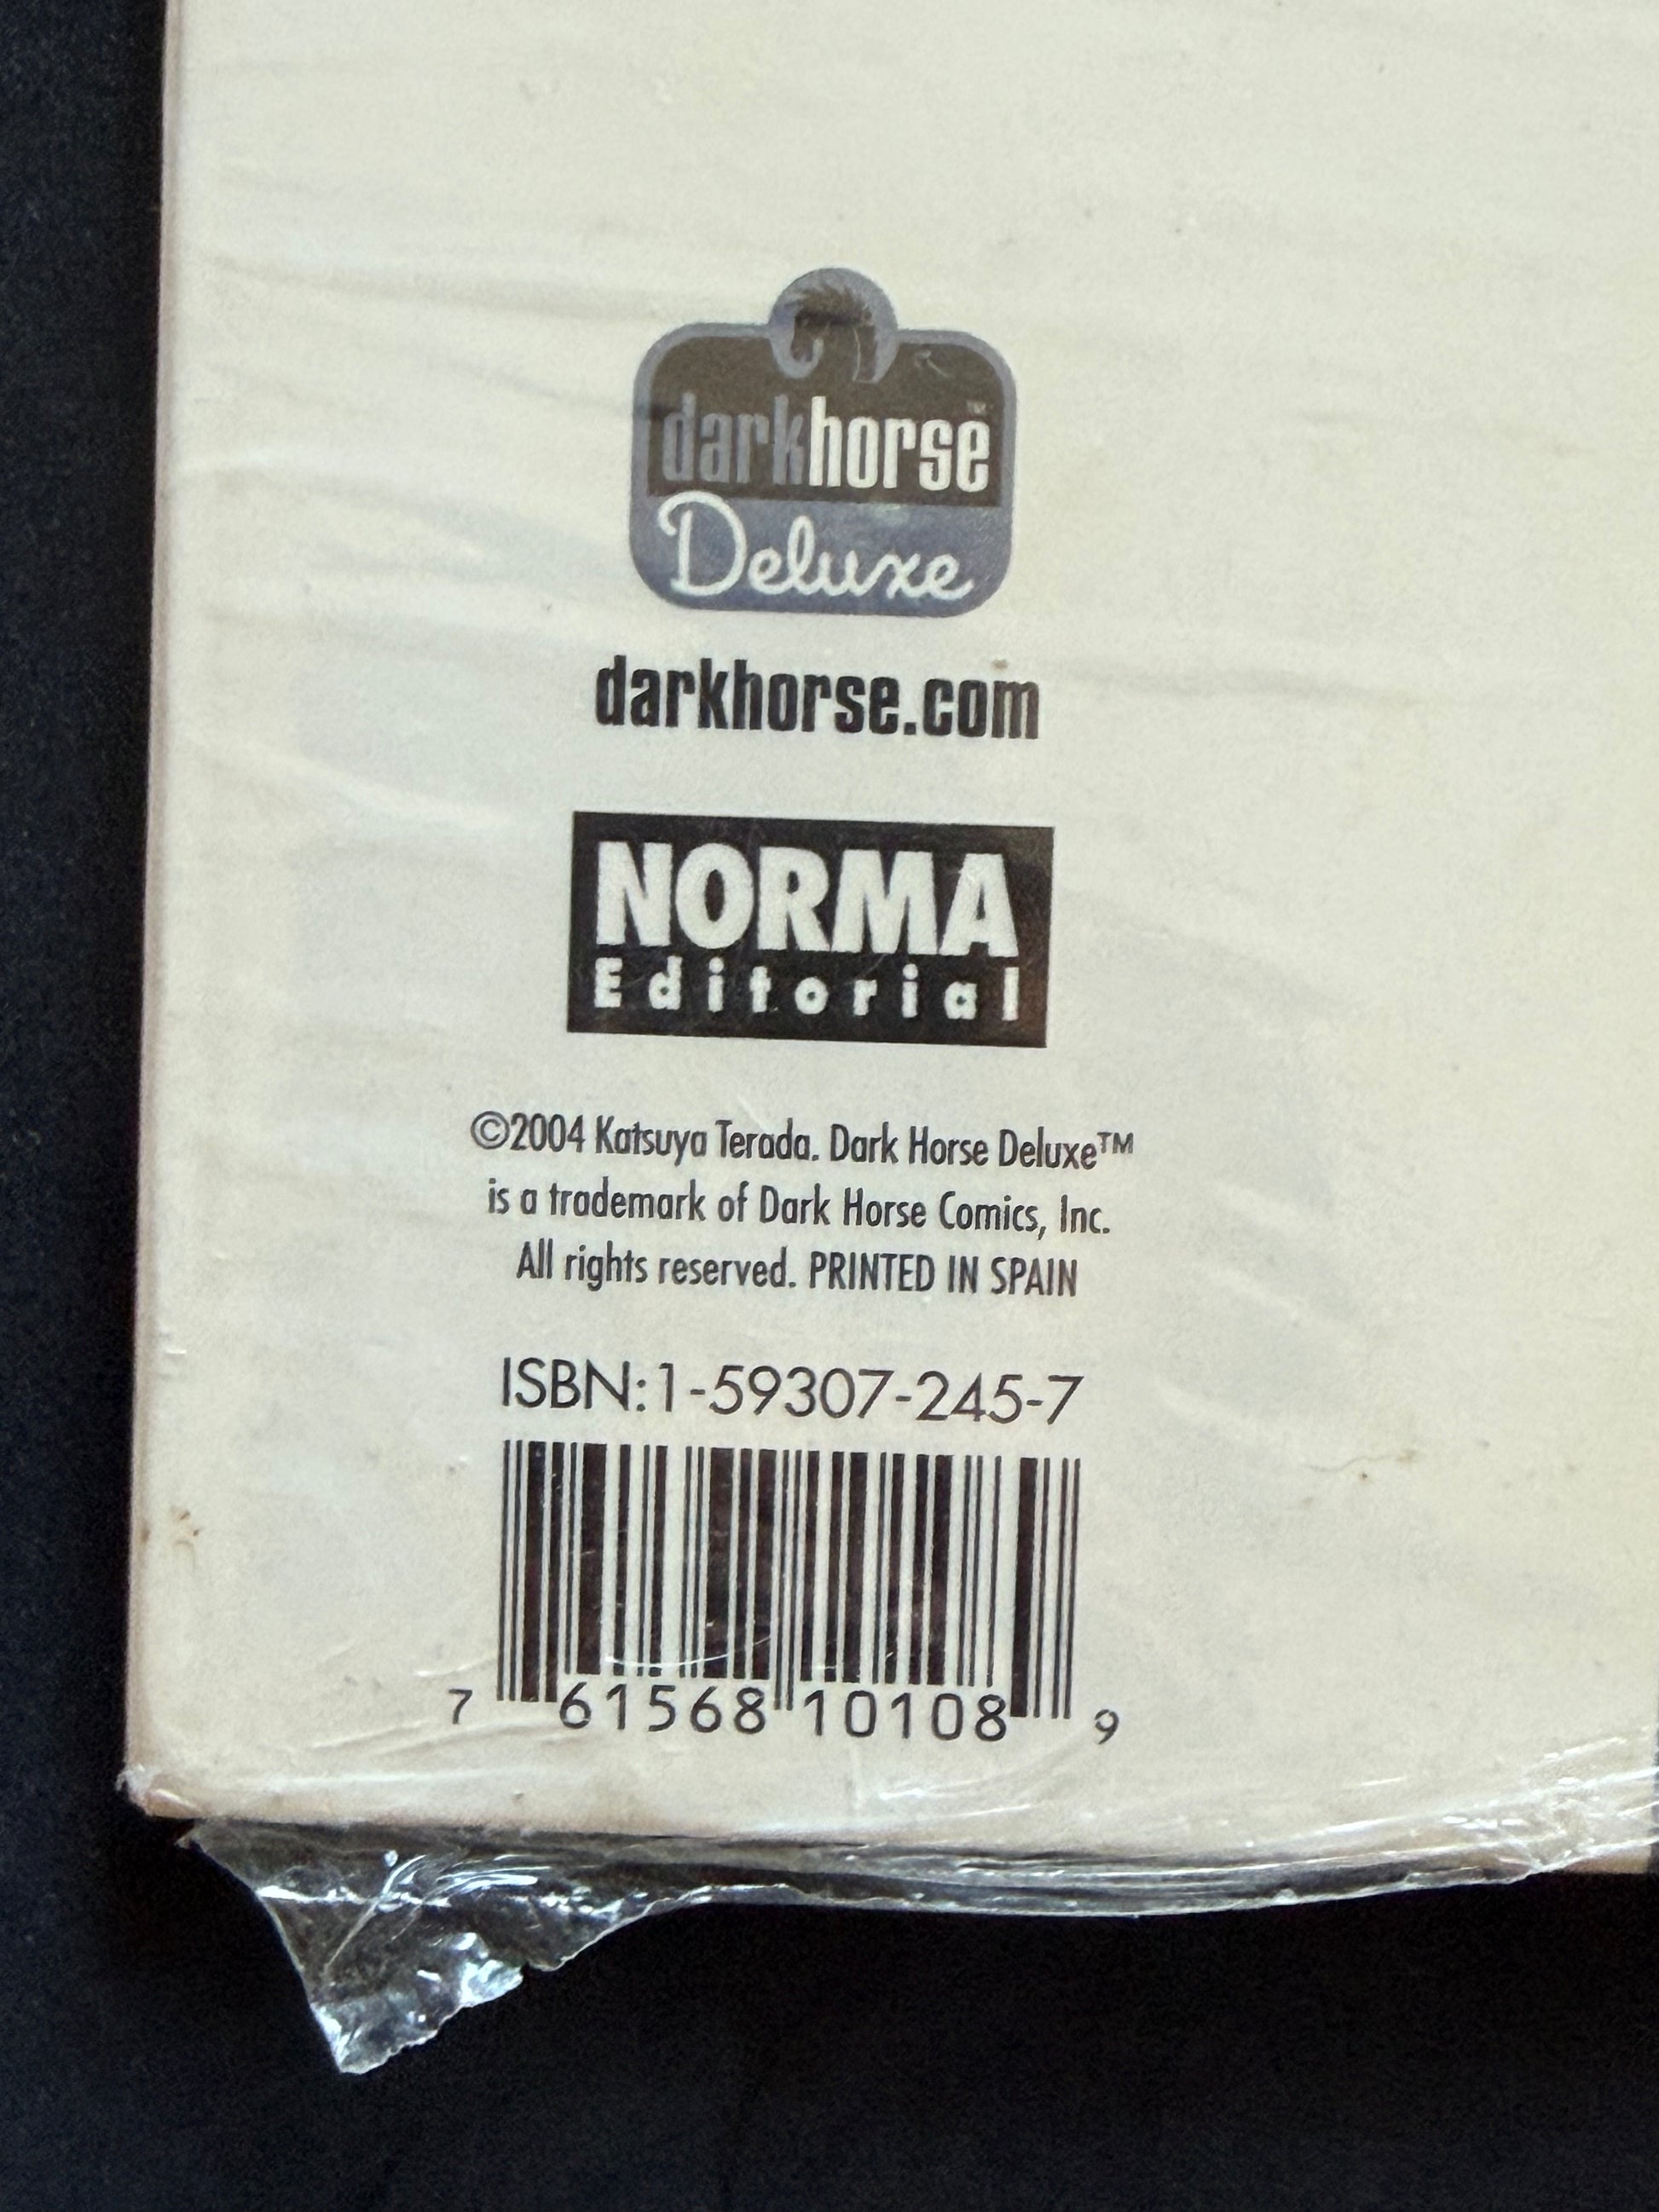 darkhorse™
Deluxe
darkhorse.com
NORMA
Editorial
©2004 Katsuya Terada. Dark Horse Deluxe™
is a trademark of Dark Horse Comics, Inc.
All rights reserved. PRINTED IN SPAIN
ISBN:1-59307-245-7
7 61568 10108 9